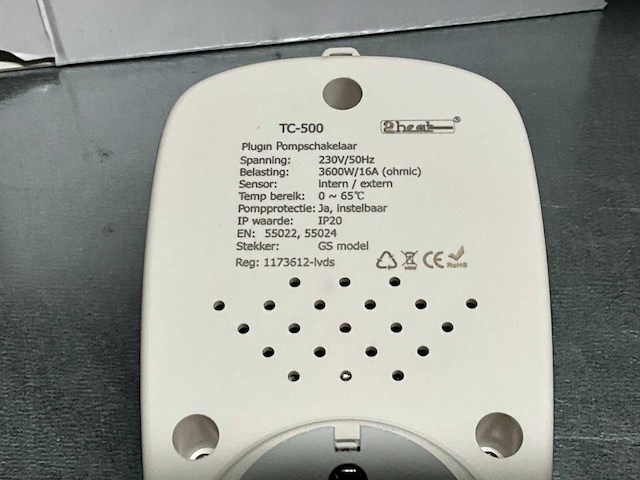 TC-500 2heat®
Plugin Pompschakelaar
Spanning: 230V/50Hz
Belasting: 3600W/16A (ohmic)
Sensor: intern / extern
Temp bereik: 0 ~ 65℃
Pompprotectie: Ja, instelbaar
IP waarde: IP20
EN: 55022, 55024
Stekker: GS model
Reg: 1173612-lvds CE RoHS